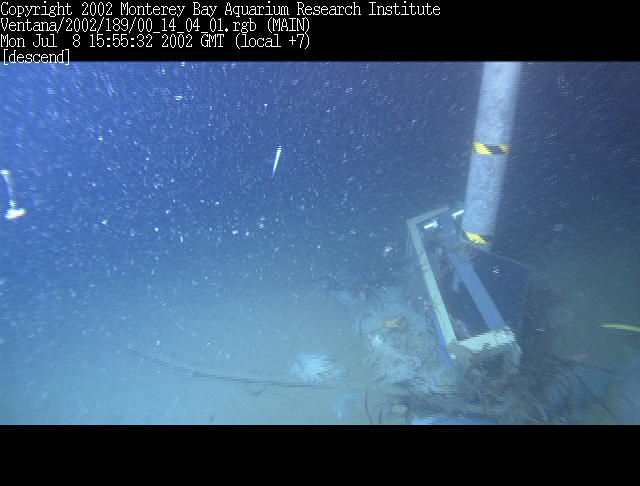 Copyright 2002 Monterey Bay Aquarium Research Institute
Ventana/2002/189/00_14_04_01.rgb (MAIN)
Mon Jul  8 15:55:32 2002 GMT (local +7)
[descend]